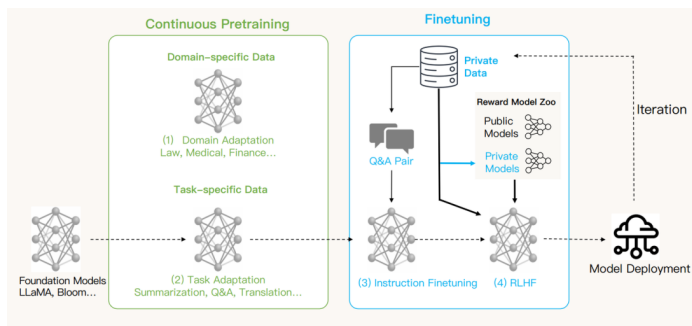 Continuous Pretraining
Finetuning
Domain-specific Data
(1) Domain Adaptation
Law, Medical, Finance...
Task-specific Data
(2) Task Adaptation
Summarization, Q&A, Translation...
Foundation Models
LLaMA, Bloom...
Private
Data
Q&A Pair
Reward Model Zoo
Public
Models
Private
Models
(3) Instruction Finetuning
(4) RLHF
Iteration
Model Deployment